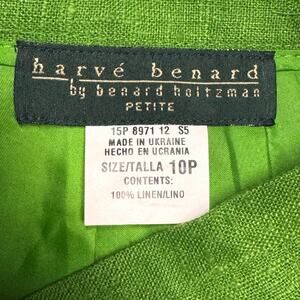 harvé benard
by benard holtzman
PETITE
15P 8971 12 S5
MADE IN UKRAINE
HECHO EN UCRANIA
SIZE/TALLA 10P
CONTENTS:
100% LINEN/LINO